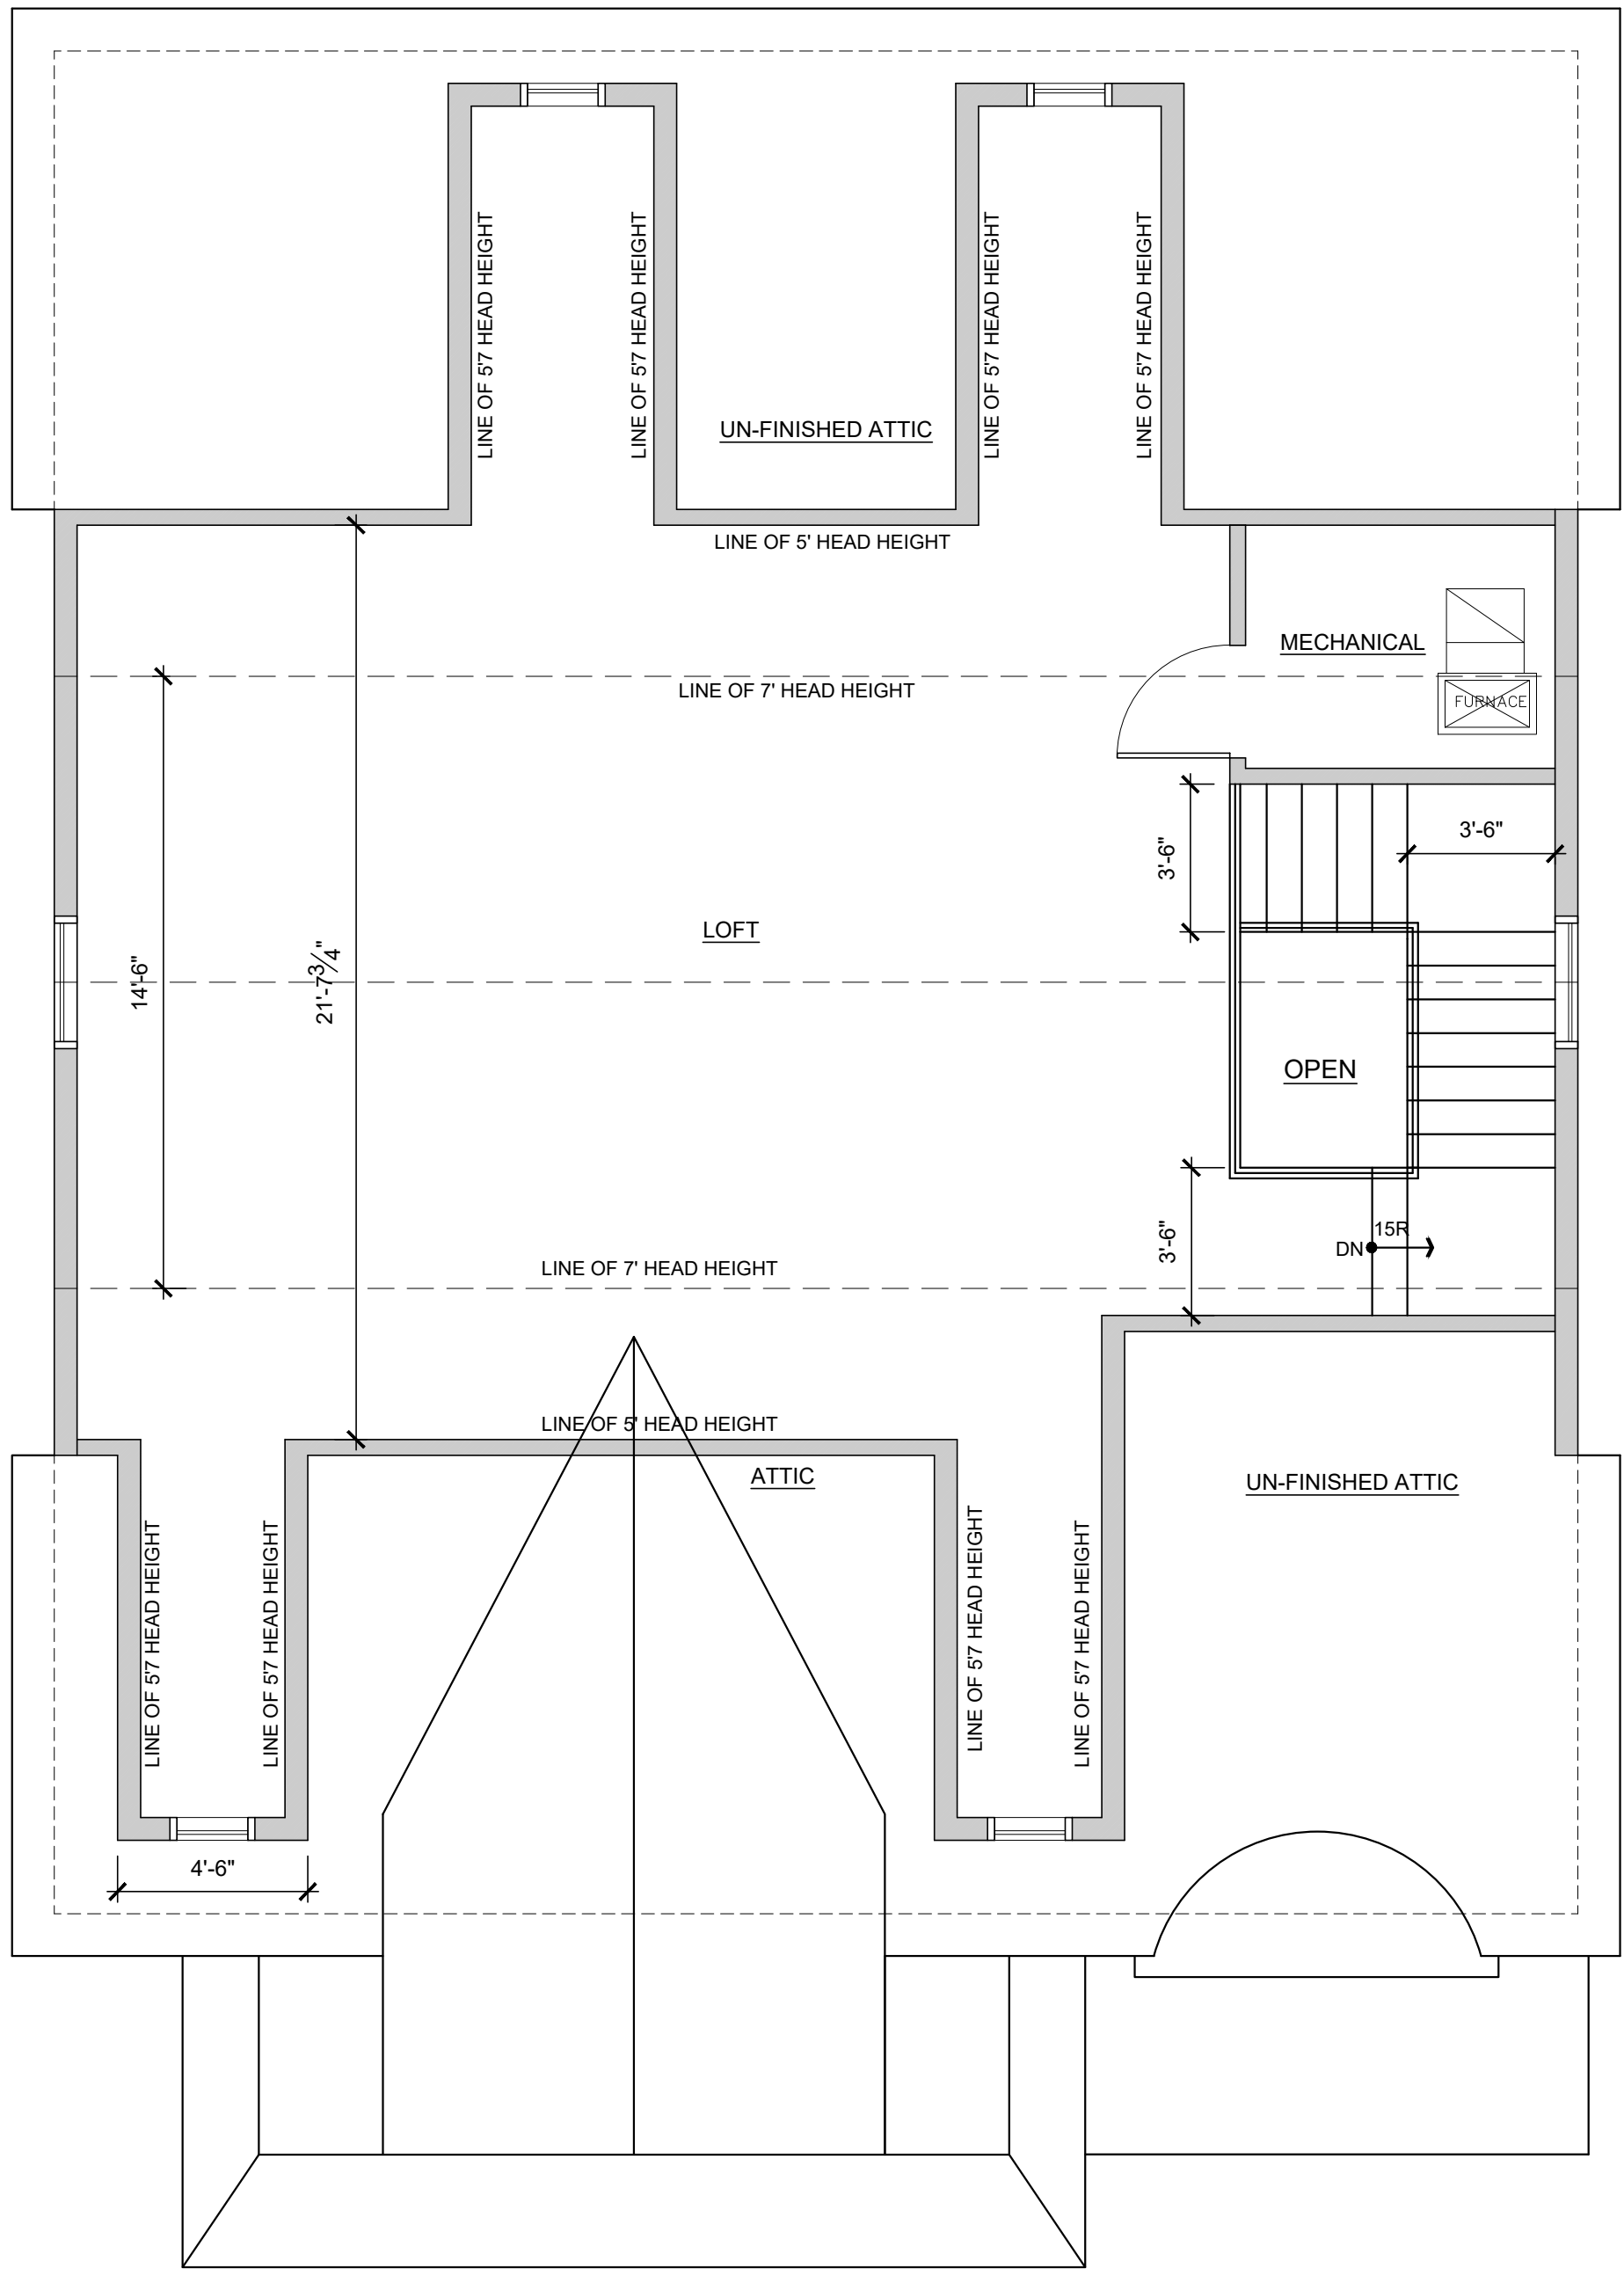 LINE OF 5'7 HEAD HEIGHT
LINE OF 5'7 HEAD HEIGHT
LINE OF 5'7 HEAD HEIGHT
LINE OF 5'7 HEAD HEIGHT
UN-FINISHED ATTIC
LINE OF 5' HEAD HEIGHT
MECHANICAL
LINE OF 7' HEAD HEIGHT
FURNACE
3'-6"
3'-6"
LOFT
14'-6"
21'-7 3/4"
OPEN
3'-6"
15R
DN
LINE OF 7' HEAD HEIGHT
LINE OF 5' HEAD HEIGHT
ATTIC
UN-FINISHED ATTIC
LINE OF 5'7 HEAD HEIGHT
LINE OF 5'7 HEAD HEIGHT
LINE OF 5'7 HEAD HEIGHT
LINE OF 5'7 HEAD HEIGHT
4'-6"